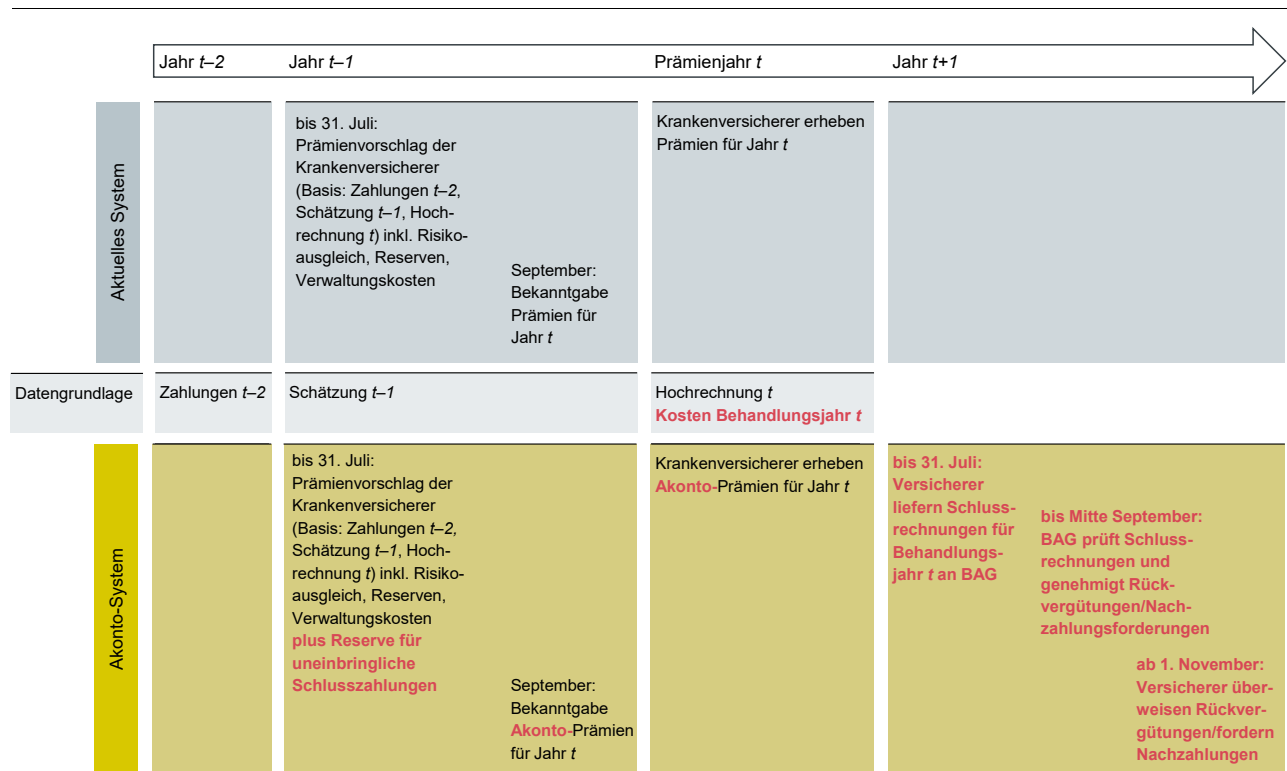 Jahr t–2
Jahr t–1
Prämienjahr t
Jahr t+1
Aktuelles System
bis 31. Juli:
Prämienvorschlag der
Krankenversicherer
(Basis: Zahlungen t–2,
Schätzung t–1, Hoch-
rechnung t) inkl. Risiko-
ausgleich, Reserven,
Verwaltungskosten
September:
Bekanntgabe
Prämien für
Jahr t
Krankenversicherer erheben
Prämien für Jahr t
Datengrundlage
Zahlungen t–2
Schätzung t–1
Hochrechnung t
Kosten Behandlungsjahr t
Akonto-System
bis 31. Juli:
Prämienvorschlag der
Krankenversicherer
(Basis: Zahlungen t–2,
Schätzung t–1, Hoch-
rechnung t) inkl. Risiko-
ausgleich, Reserven,
Verwaltungskosten
plus Reserve für
uneinbringliche
Schlusszahlungen
September:
Bekanntgabe
Akonto-Prämien
für Jahr t
Krankenversicherer erheben
Akonto-Prämien für Jahr t
bis 31. Juli:
Versicherer
liefern Schluss-
rechnungen für
Behandlungs-
jahr t an BAG
bis Mitte September:
BAG prüft Schluss-
rechnungen und
genehmigt Rück-
vergütungen/Nach-
zahlungsforderungen
ab 1. November:
Versicherer über-
weisen Rückver-
gütungen/fordern
Nachzahlungen